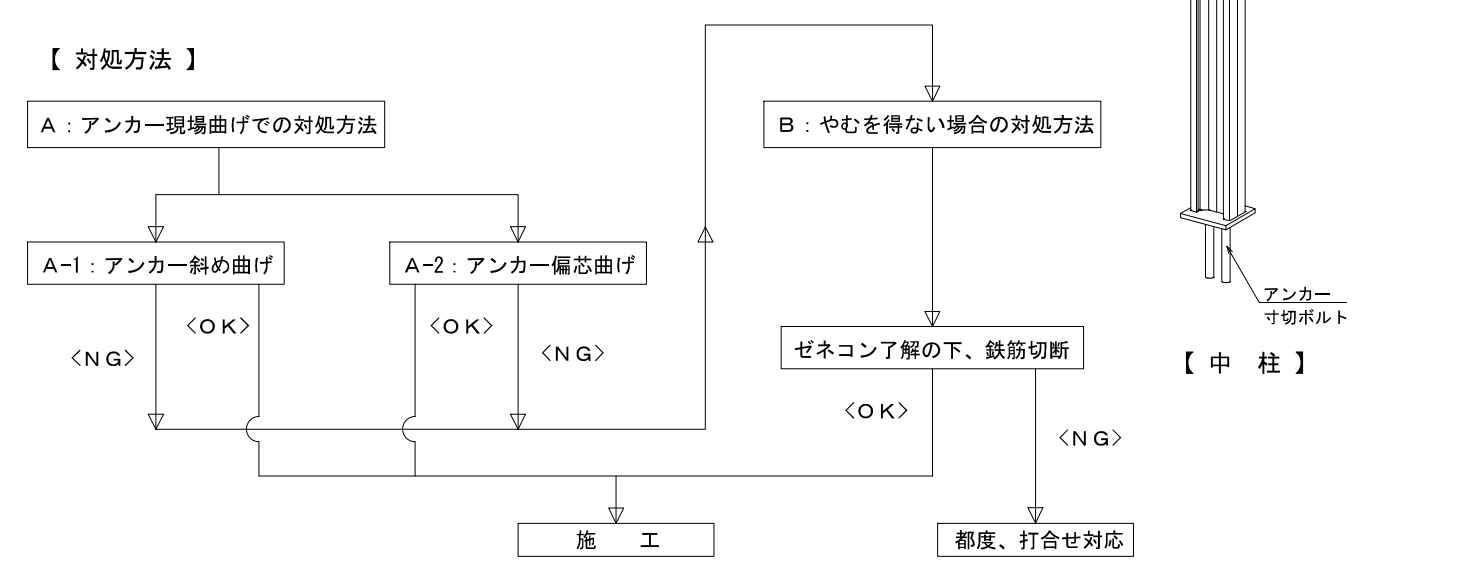 【 対処方法 】
A：アンカー現場曲げでの対処方法
B：やむを得ない場合の対処方法
A-1：アンカー斜め曲げ
A-2：アンカー偏芯曲げ
<OK>
<NG>
<OK>
<NG>
ゼネコン了解の下、鉄筋切断
<OK>
<NG>
施　工
都度、打合せ対応
アンカー
寸切ボルト
【 中　柱 】